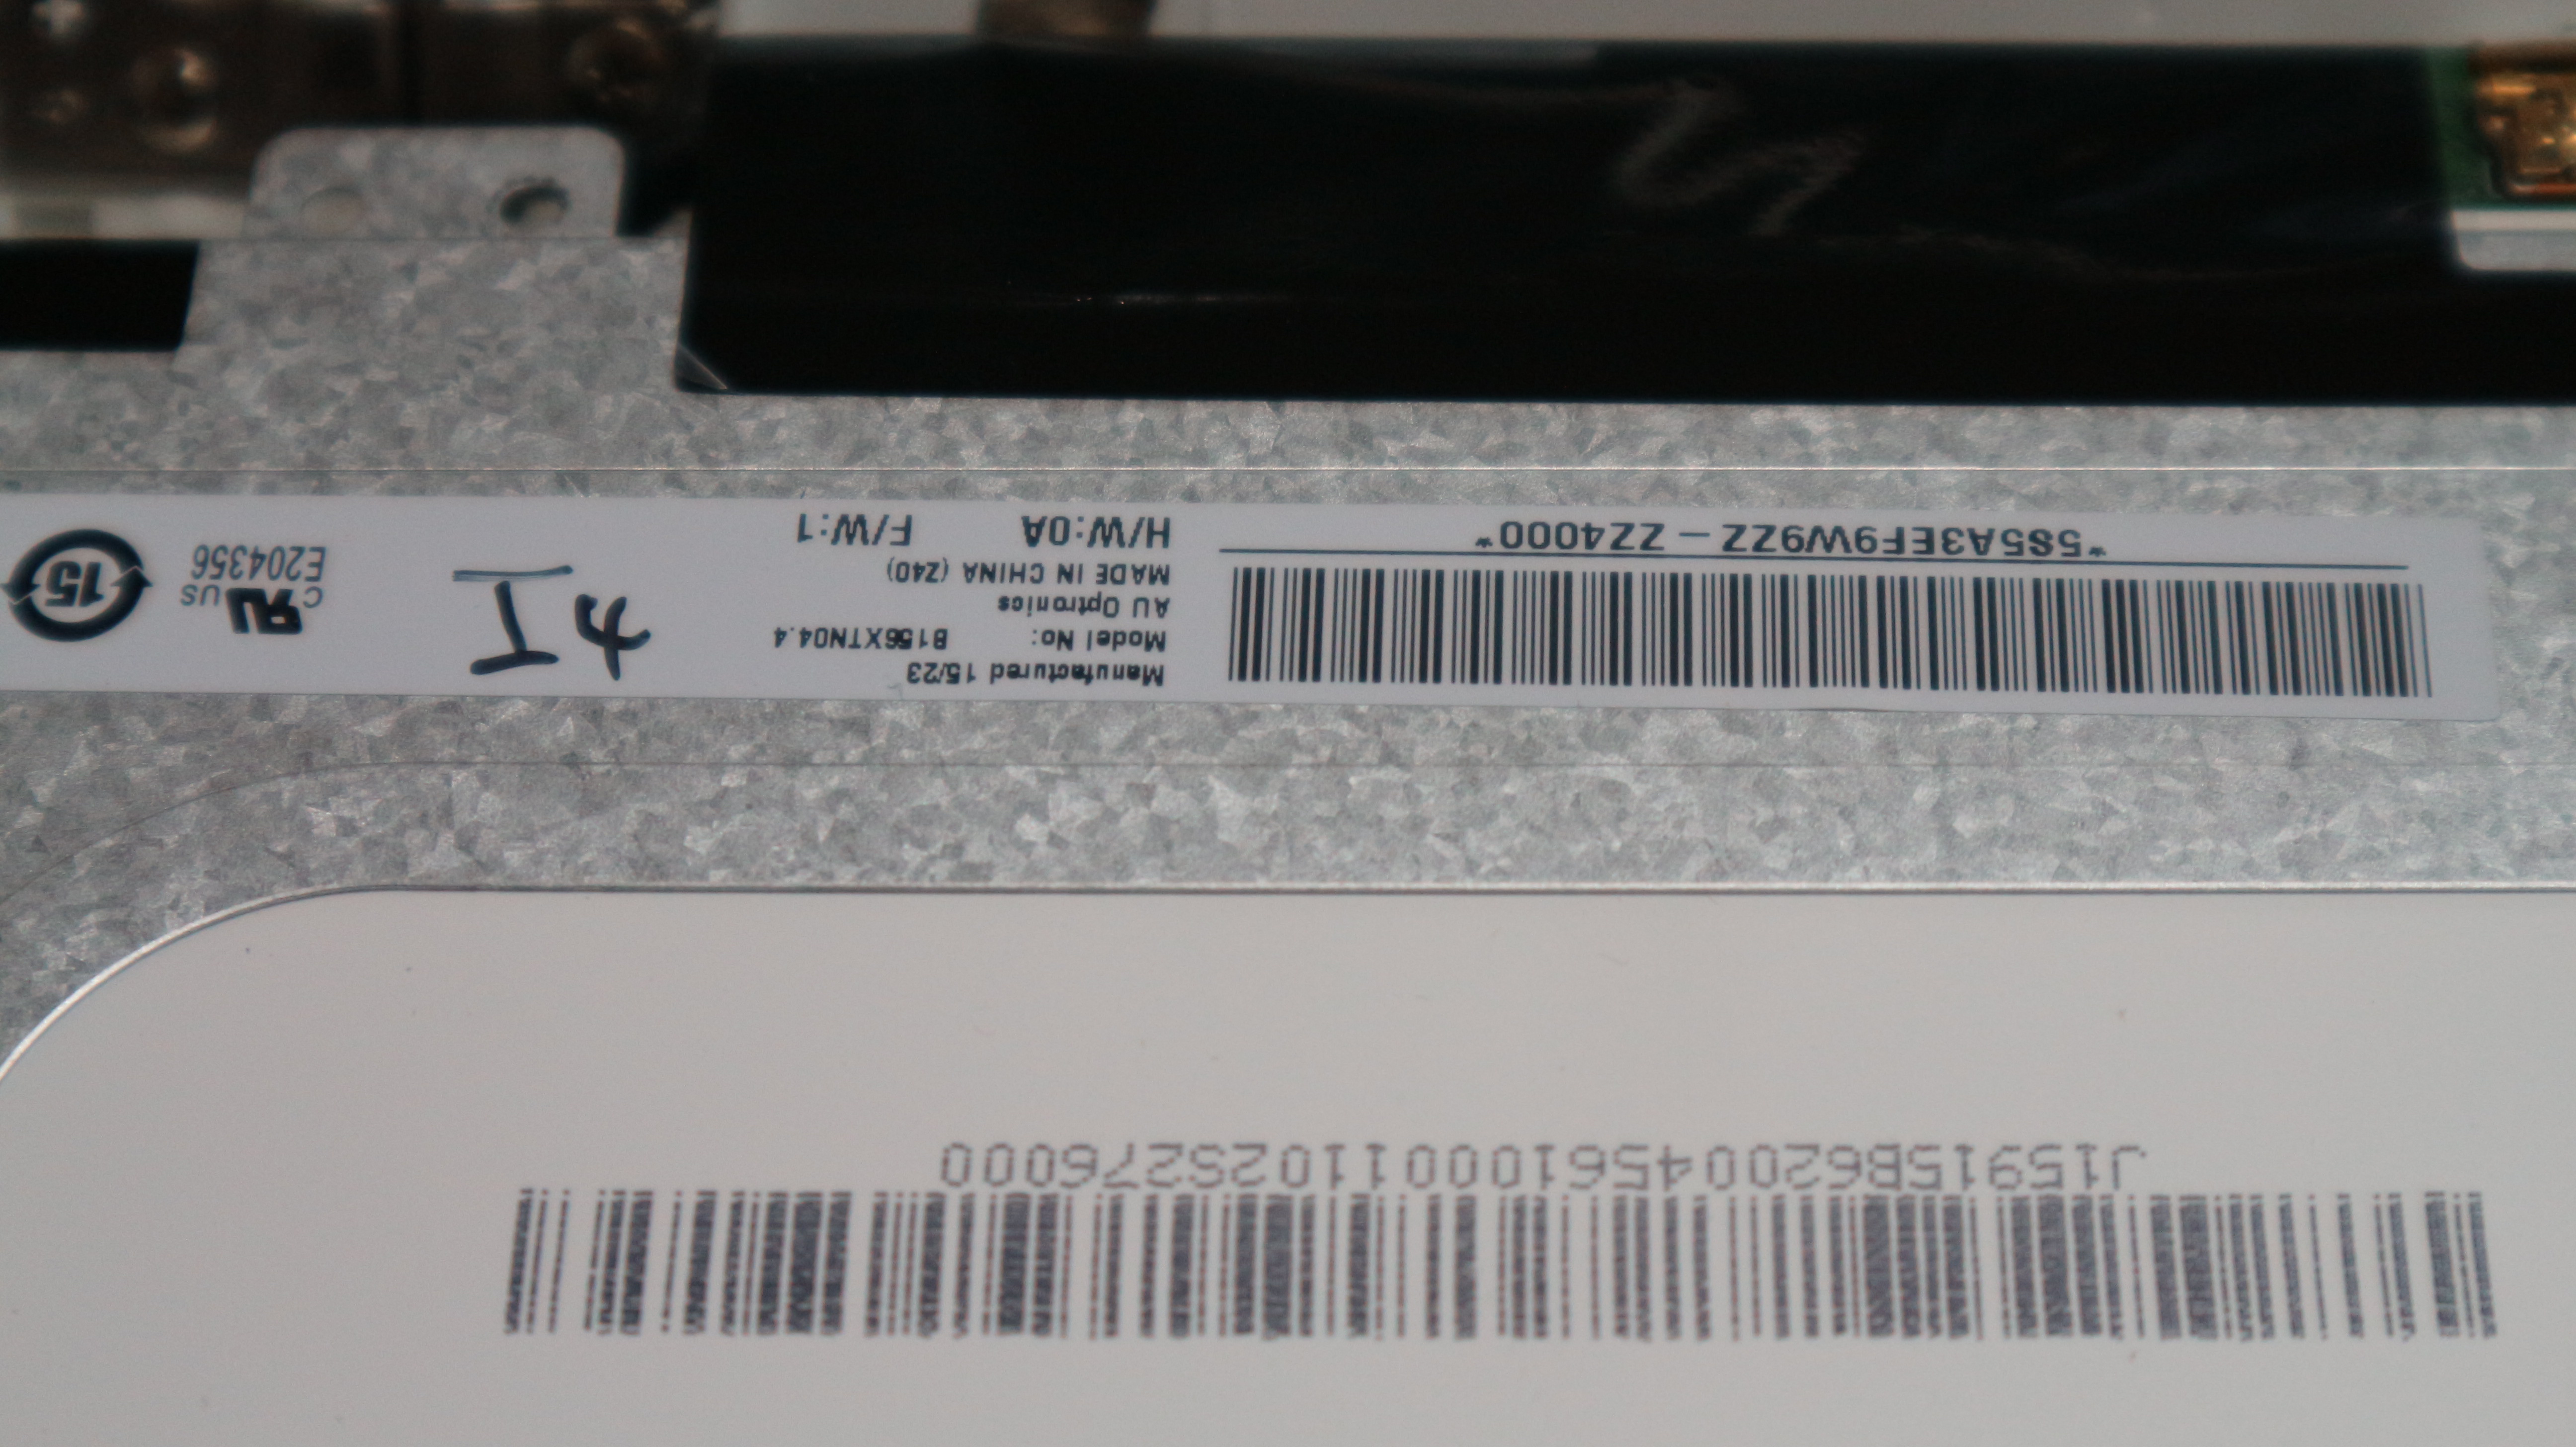 J15915B620045610001102S276000
Manufactured 15/23
Model No: B156XTN04.4
AU Optronics
MADE IN CHINA (Z40)
H/W:0A F/W:1
*5S5A3EF9W9ZZ - ZZ4000*
I4
C US
E204356
15